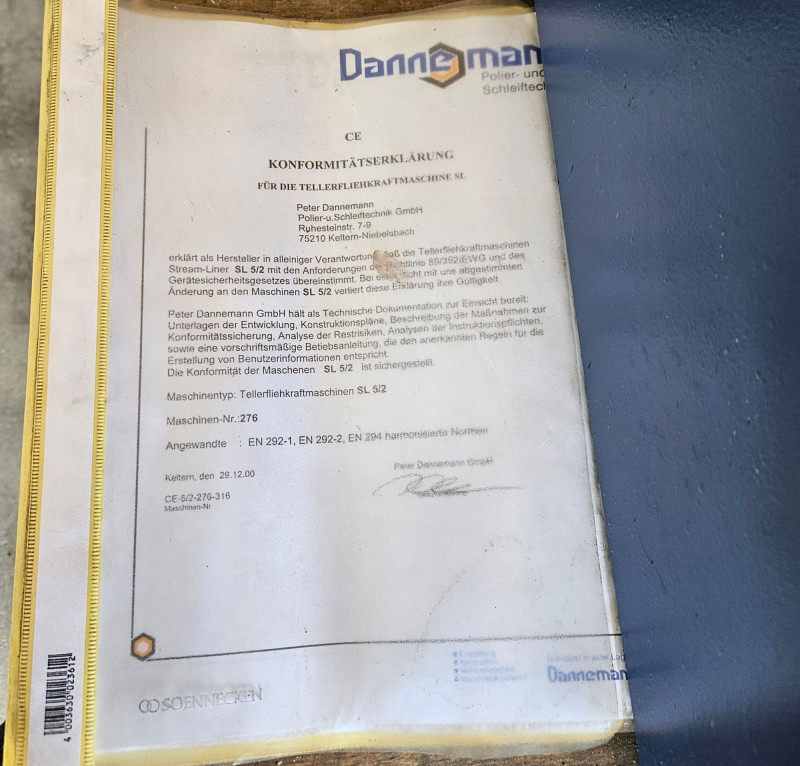 Dannemann
Polier- und
Schleiftec
CE
KONFORMITÄTSERKLÄRUNG
FÜR DIE TELLERFLIEHKRAFTMASCHINE SL
Peter Dannemann
Polier-u.Schleiftechnik GmbH
Ruhesteinstr. 7-9
75210 Keltern-Niebelsbach
erklärt als Hersteller in alleiniger Verantwortung, daß die Tellerfliehkraftmaschinen
Stream-Liner SL 5/2 mit den Anforderungen der Richtlinie 89/392/EWG und des
Gerätesicherheitsgesetzes übereinstimmt. Bei einer nicht mit uns abgestimmten
Änderung an den Maschinen SL 5/2 verliert diese Erklärung ihre Gültigkeit.
Peter Dannemann GmbH hält als Technische Dokumentation zur Einsicht bereit:
Unterlagen der Entwicklung, Konstruktionspläne, Beschreibung der Maßnahmen zur
Konformitätssicherung, Analyse der Restrisiken, Analysen der Instruktionspflichten,
sowie eine vorschriftsmäßige Betiebsanleitung, die den anerkannten Regeln für die
Erstellung von Benutzerinformationen entspricht.
Die Konformität der Maschenen SL 5/2 ist sichergestellt.
Maschinentyp: Tellerfliehkraftmaschinen SL 5/2
Maschinen-Nr.:276
Angewandte : EN 292-1, EN 292-2, EN 294 harmonisierte Normen
Keltern, den 29.12.00
Peter Dannemann GmbH
CE-5/2-276-316
Maschinen-Nr
Danneman
SOENNECKEN
4 003630 023612